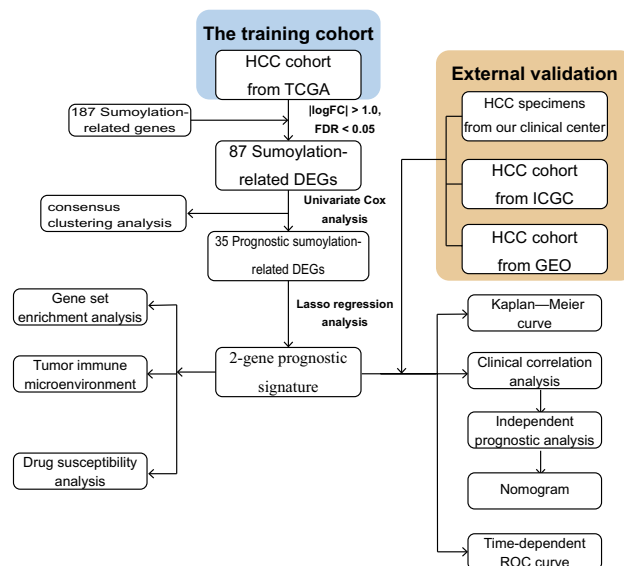 The training cohort
HCC cohort
from TCGA
187 Sumoylation-
related genes
|logFC| > 1.0,
FDR < 0.05
87 Sumoylation-
related DEGs
consensus
clustering analysis
Univariate Cox
analysis
35 Prognostic sumoylation-
related DEGs
Lasso regression
analysis
2-gene prognostic
signature
Gene set
enrichment analysis
Tumor immune
microenvironment
Drug susceptibility
analysis
External validation
HCC specimens
from our clinical center
HCC cohort
from ICGC
HCC cohort
from GEO
Kaplan—Meier
curve
Clinical correlation
analysis
Independent
prognostic analysis
Nomogram
Time-dependent
ROC curve